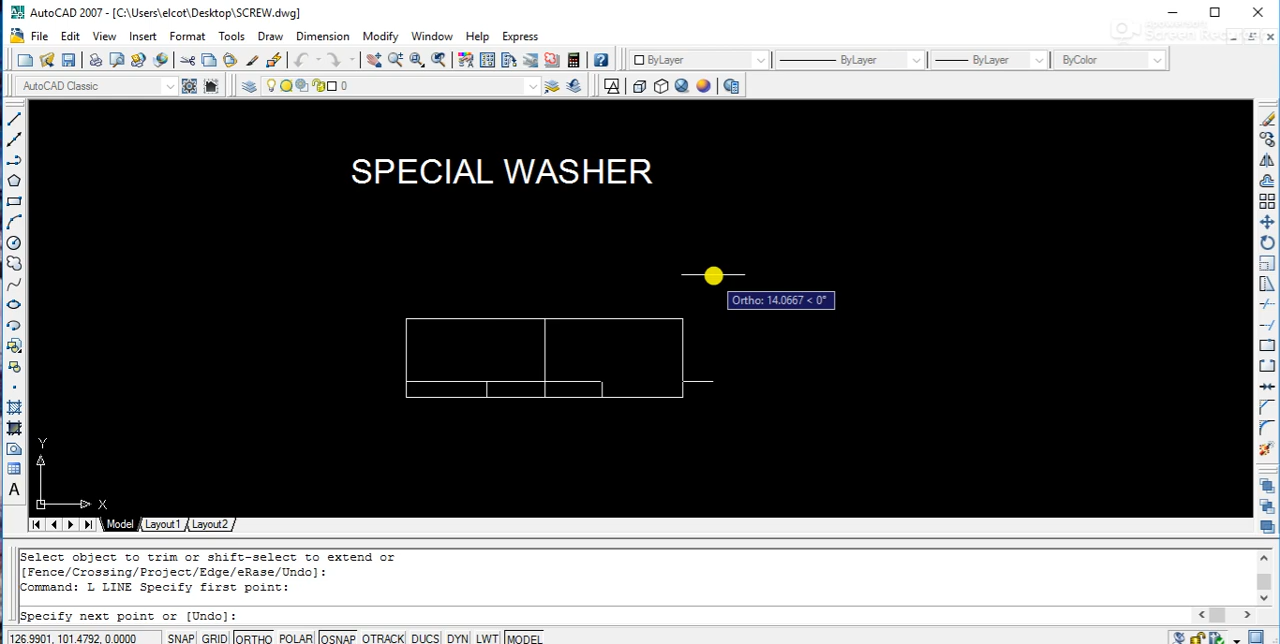 AutoCAD 2007 - [C:\Users\elcot\Desktop\SCREW.dwg]
File Edit View Insert Format Tools Draw Dimension Modify Window Help Express
ByLayer ByLayer ByLayer ByColor
AutoCAD Classic 0
SPECIAL WASHER
Ortho: 14.0667 < 0°
Y
X
A
Model Layout1 Layout2
Select object to trim or shift-select to extend or
[Fence/Crossing/Project/Edge/eRase/Undo]:
Command: L LINE Specify first point:
Specify next point or [Undo]:
126.9901, 101.4792, 0.0000 SNAP GRID ORTHO POLAR OSNAP OTRACK DUCS DYN LWT MODEL